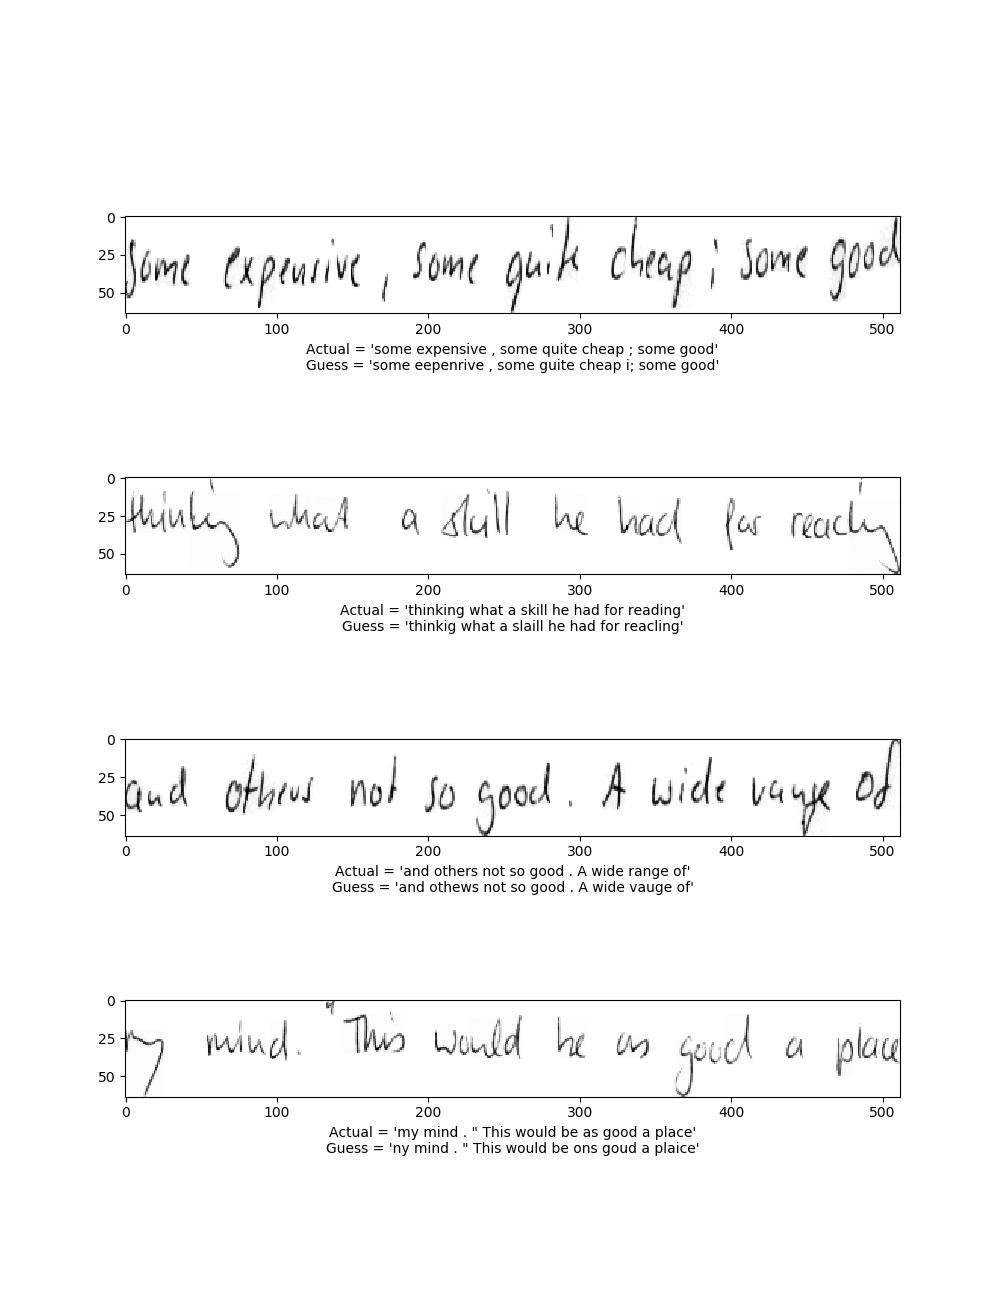 0
25
50
some expensive , some quite cheap ; some good
0 100 200 300 400 500
Actual = 'some expensive , some quite cheap ; some good'
Guess = 'some eepenrive , some guite cheap i; some good'
0
25
50
thinking what a skill he had for reading
0 100 200 300 400 500
Actual = 'thinking what a skill he had for reading'
Guess = 'thinkig what a slaill he had for reacling'
0
25
50
and others not so good . A wide range of
0 100 200 300 400 500
Actual = 'and others not so good . A wide range of'
Guess = 'and othews not so good . A wide vauge of'
0
25
50
my mind . " This would be as good a place
0 100 200 300 400 500
Actual = 'my mind . " This would be as good a place'
Guess = 'ny mind . " This would be ons goud a plaice'